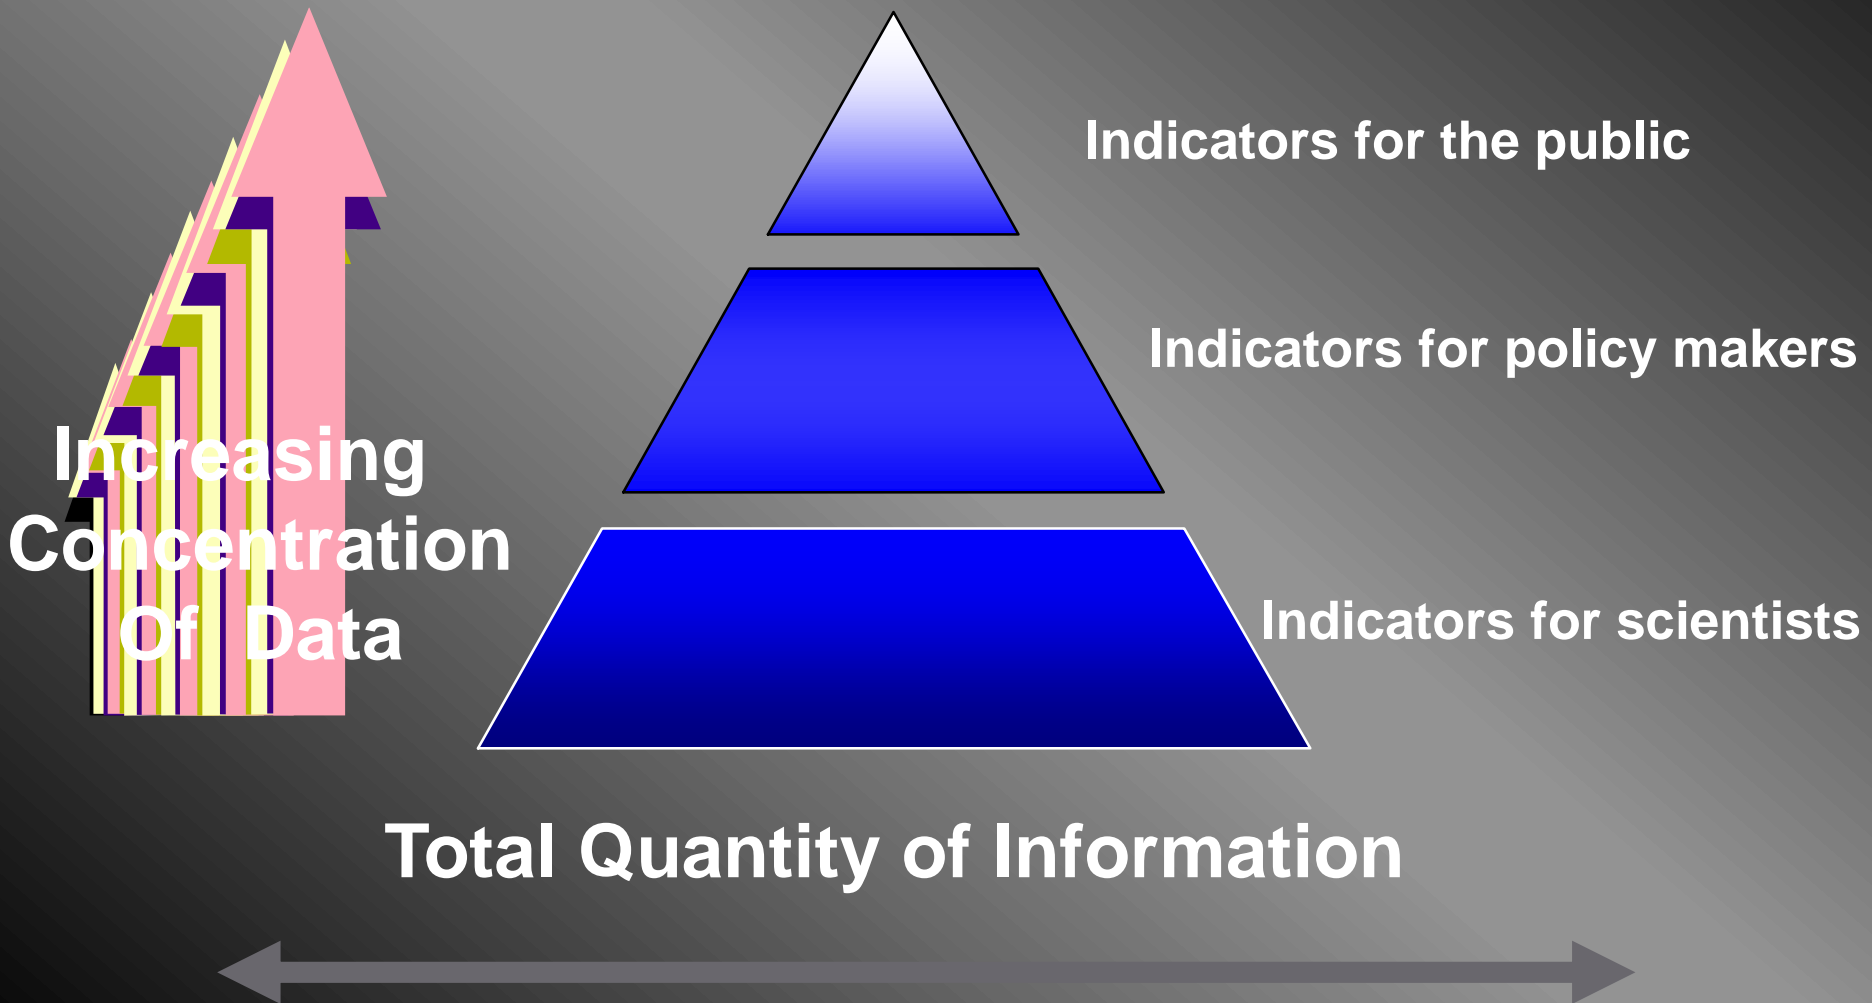 Indicators for the public
Indicators for policy makers
Increasing
Concentration
Of Data
Indicators for scientists
Total Quantity of Information